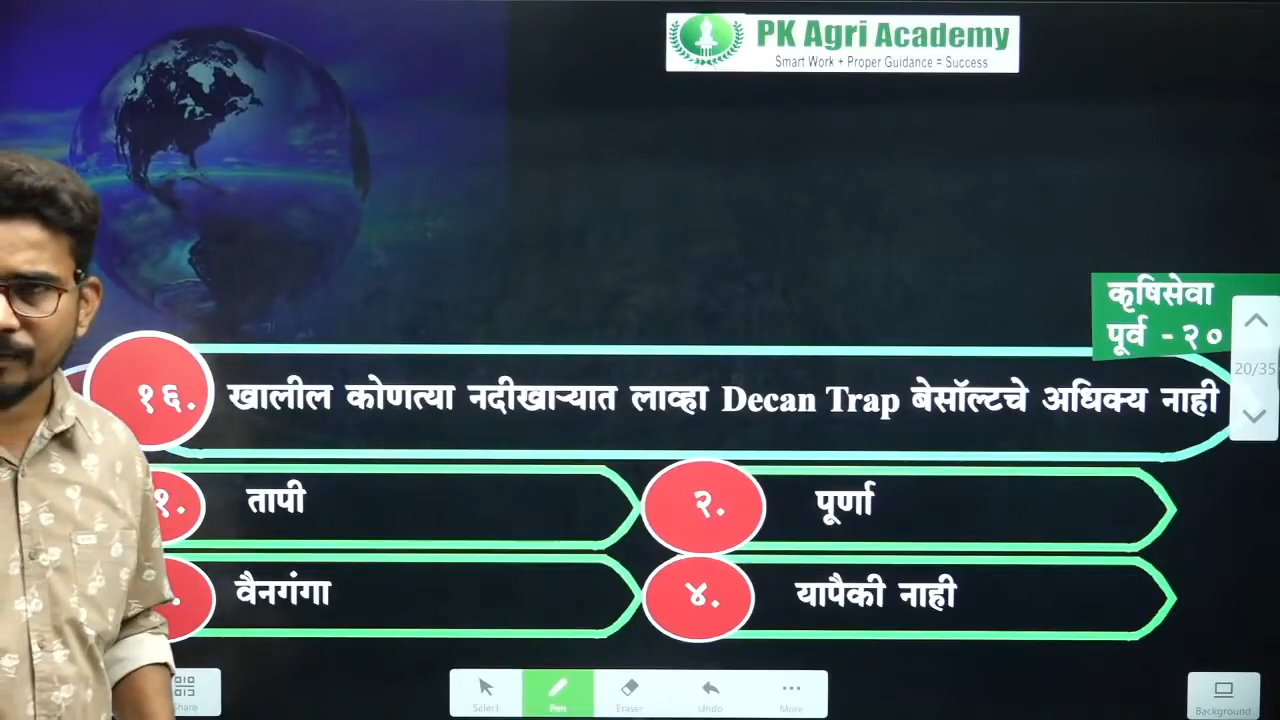 PK Agri Academy
Smart Work + Proper Guidance = Success
कृषिसेवा
पूर्व - २०
20/35
१६. खालील कोणत्या नदीखाऱ्यात लाव्हा Decan Trap बेसॉल्टचे अधिक्य नाही
१. तापी
२. पूर्णा
वैनगंगा
४. यापैकी नाही
Share
Select
Pen
Eraser
Undo
More
Background